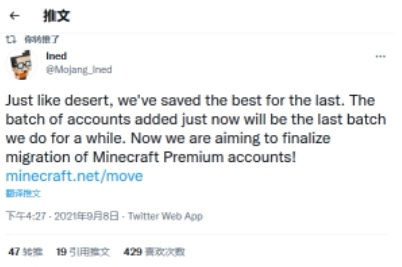 ← 推文
你转推了
Ined
@Mojang_Ined
Just like desert, we've saved the best for the last. The
batch of accounts added just now will be the last batch
we do for a while. Now we are aiming to finalize
migration of Minecraft Premium accounts!
minecraft.net/move
翻译推文
下午4:27 · 2021年9月8日 · Twitter Web App
47 转推 19 引用推文 429 喜欢次数